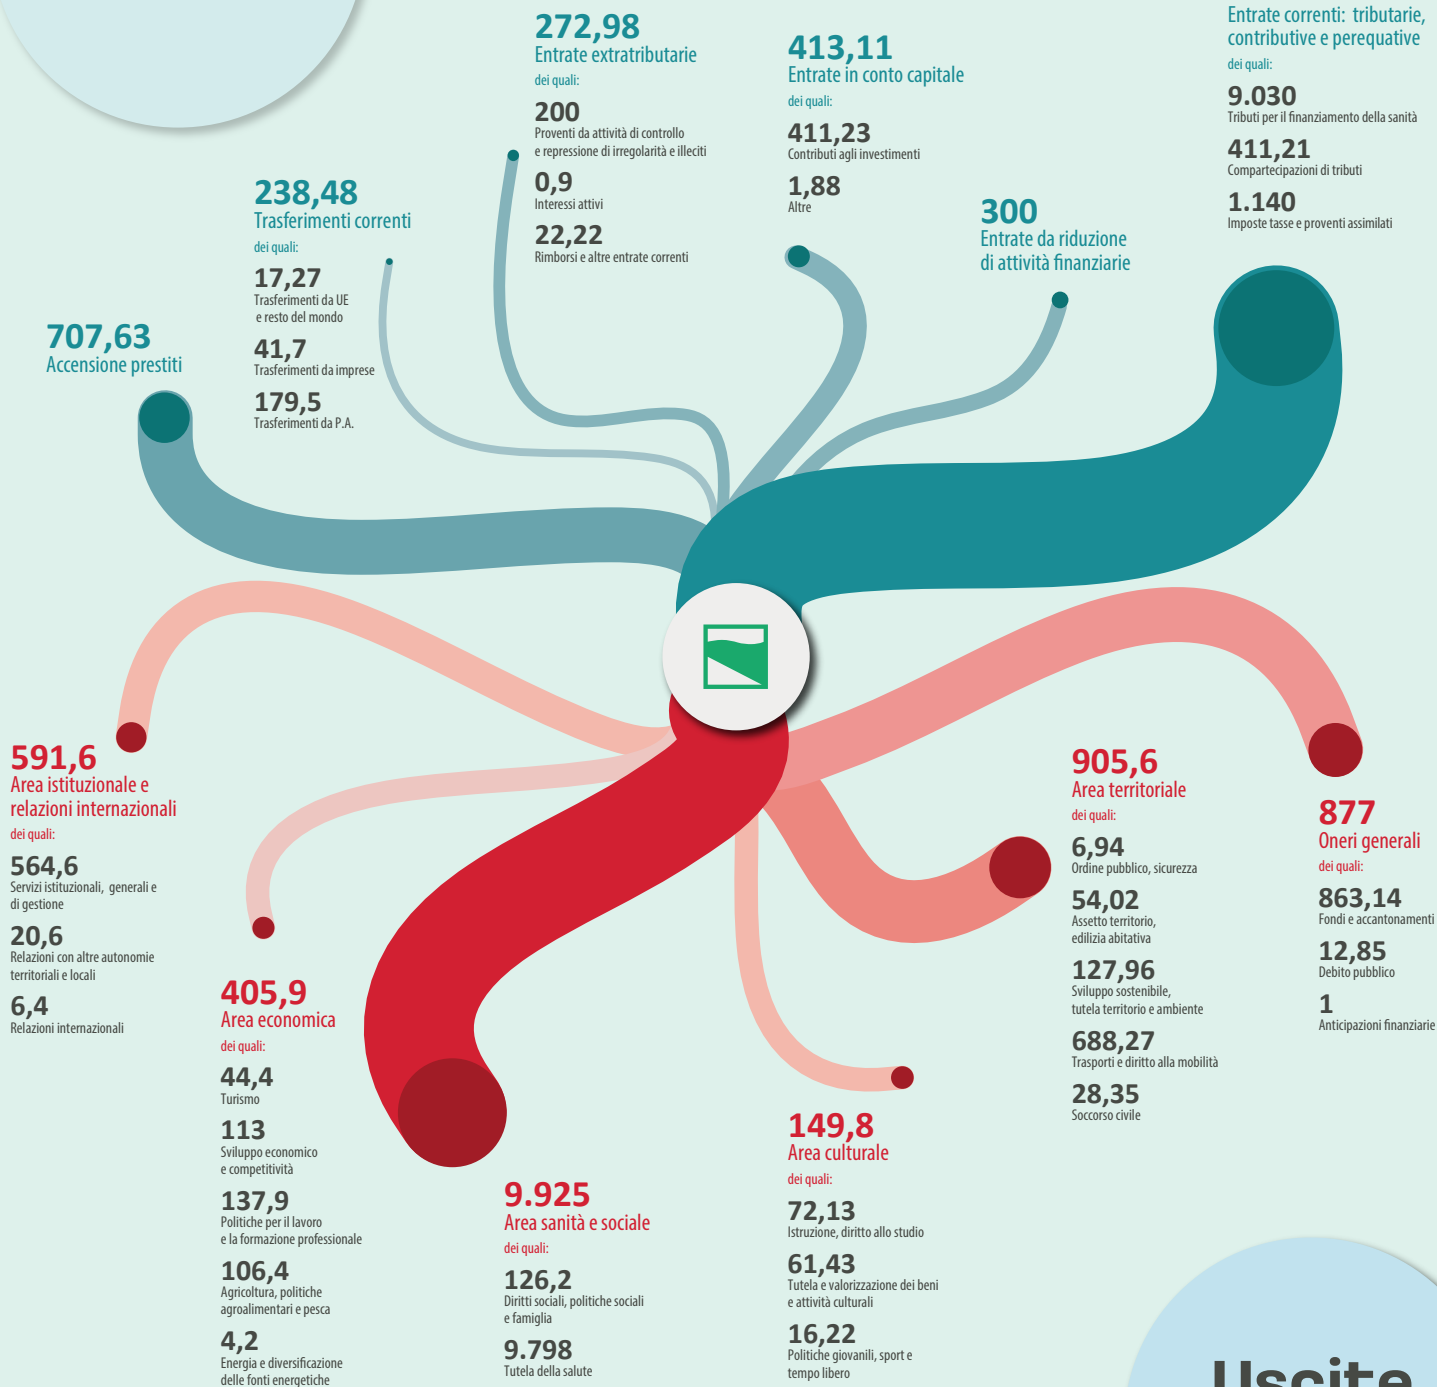 272,98
Entrate extratributarie
dei quali:
200
Proventi da attività di controllo
e repressione di irregolarità e illeciti
0,9
Interessi attivi
22,22
Rimborsi e altre entrate correnti
413,11
Entrate in conto capitale
dei quali:
411,23
Contributi agli investimenti
1,88
Altre
Entrate correnti: tributarie,
contributive e perequative
dei quali:
9.030
Tributi per il finanziamento della sanità
411,21
Compartecipazioni di tributi
1.140
Imposte tasse e proventi assimilati
238,48
Trasferimenti correnti
dei quali:
17,27
Trasferimenti da UE
e resto del mondo
41,7
Trasferimenti da imprese
179,5
Trasferimenti da P.A.
300
Entrate da riduzione
di attività finanziarie
707,63
Accensione prestiti
591,6
Area istituzionale e
relazioni internazionali
dei quali:
564,6
Servizi istituzionali, generali e
di gestione
20,6
Relazioni con altre autonomie
territoriali e locali
6,4
Relazioni internazionali
405,9
Area economica
dei quali:
44,4
Turismo
113
Sviluppo economico
e competitività
137,9
Politiche per il lavoro
e la formazione professionale
106,4
Agricoltura, politiche
agroalimentari e pesca
4,2
Energia e diversificazione
delle fonti energetiche
9.925
Area sanità e sociale
dei quali:
126,2
Diritti sociali, politiche sociali
e famiglia
9.798
Tutela della salute
149,8
Area culturale
dei quali:
72,13
Istruzione, diritto allo studio
61,43
Tutela e valorizzazione dei beni
e attività culturali
16,22
Politiche giovanili, sport e
tempo libero
905,6
Area territoriale
dei quali:
6,94
Ordine pubblico, sicurezza
54,02
Assetto territorio,
edilizia abitativa
127,96
Sviluppo sostenibile,
tutela territorio e ambiente
688,27
Trasporti e diritto alla mobilità
28,35
Soccorso civile
877
Oneri generali
dei quali:
863,14
Fondi e accantonamenti
12,85
Debito pubblico
1
Anticipazioni finanziarie
Uscite